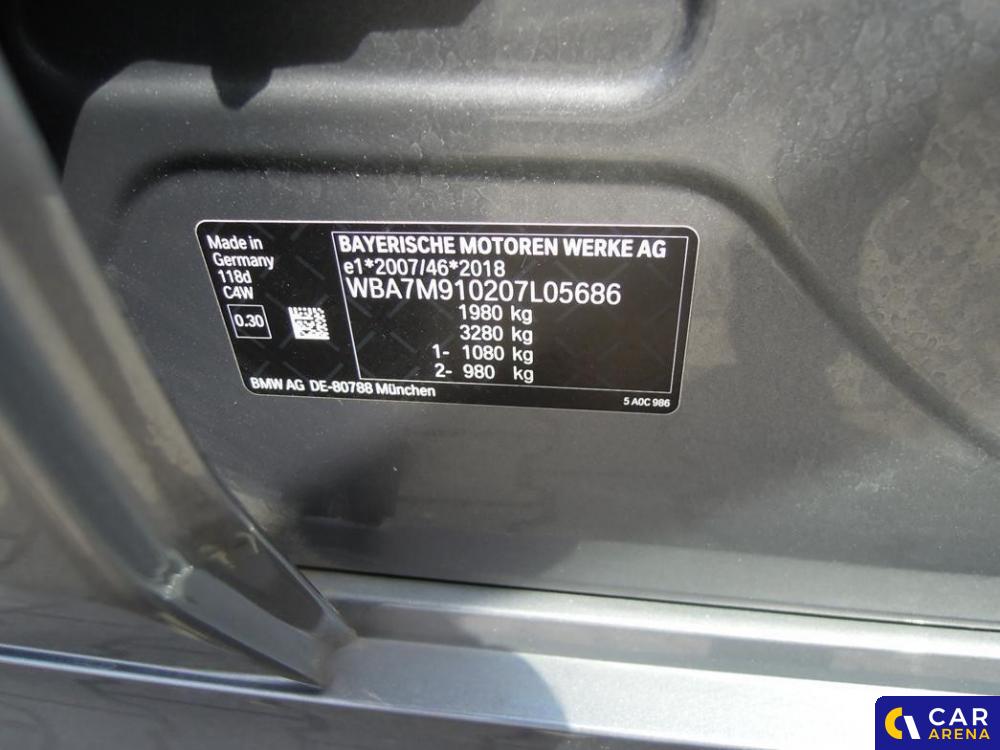 Made in
Germany
118d
C4W
0.30
BAYERISCHE MOTOREN WERKE AG
e1*2007/46*2018
WBA7M910207L05686
1980 kg
3280 kg
1- 1080 kg
2- 980 kg
BMW AG DE-80788 München
5 A0C 986
CAR
ARENA